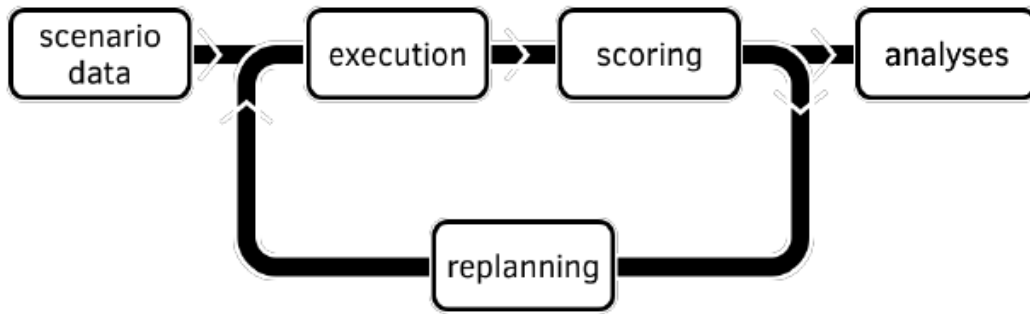 scenario
data
execution
scoring
analyses
replanning